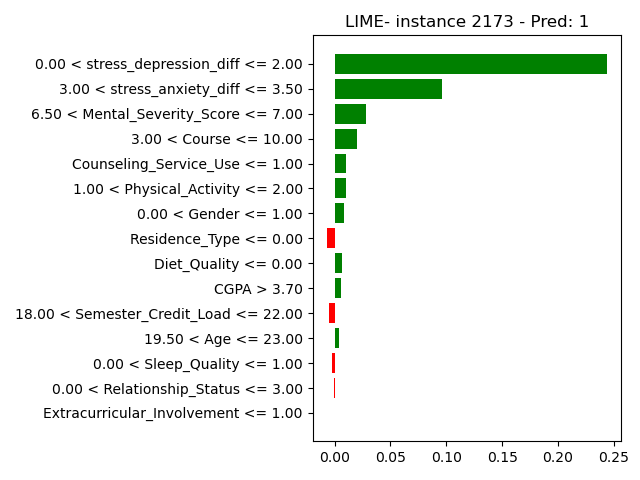 LIME- instance 2173 - Pred: 1
0.00 < stress_depression_diff <= 2.00
3.00 < stress_anxiety_diff <= 3.50
6.50 < Mental_Severity_Score <= 7.00
3.00 < Course <= 10.00
Counseling_Service_Use <= 1.00
1.00 < Physical_Activity <= 2.00
0.00 < Gender <= 1.00
Residence_Type <= 0.00
Diet_Quality <= 0.00
CGPA > 3.70
18.00 < Semester_Credit_Load <= 22.00
19.50 < Age <= 23.00
0.00 < Sleep_Quality <= 1.00
0.00 < Relationship_Status <= 3.00
Extracurricular_Involvement <= 1.00
0.00 0.05 0.10 0.15 0.20 0.25